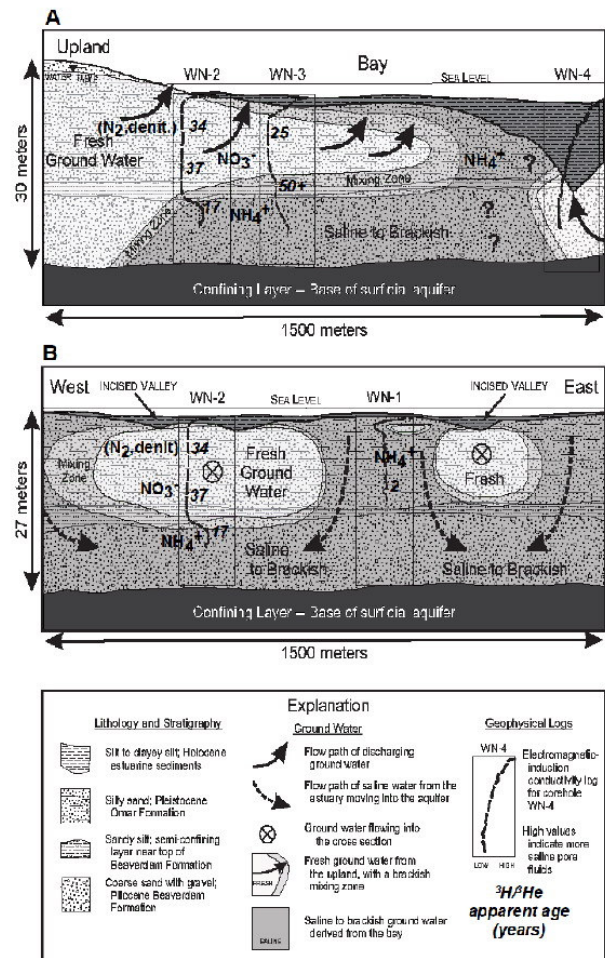 A
Upland
Bay
WATER TABLE
WN-2
WN-3
SEA LEVEL
WN-4
(N2,denit.)
34
25
Fresh
Ground Water
NO3-
37
NH4+
?
50+
Mixing Zone
17
NH4+
?
Mixing Zone
Saline to Brackish
?
Confining Layer – Base of surficial aquifer
30 meters
1500 meters
B
West
INCISED VALLEY
WN-2
SEA LEVEL
WN-1
INCISED VALLEY
East
(N2,denit)
34
Fresh
Ground
Water
NH4+
Mixing
Zone
NO3-
37
2
Fresh
NH4+
17
Saline
to Brackish
Saline
to Brackish
Confining Layer – Base of surficial aquifer
27 meters
1500 meters
Explanation
Lithology and Stratigraphy
Silt to clayey silt; Holocene
estuarine sediments
Silty sand; Pleistocene
Omar Formation
Sandy silt; semi-confining
layer near top of
Beaverdam Formation
Coarse sand with gravel;
Pliocene Beaverdam
Formation
Ground Water
Flow path of discharging
ground water
Flow path of saline water from the
estuary moving into the aquifer
Ground water flowing into
the cross section
FRESH
Fresh ground water from
the upland, with a brackish
mixing zone
SALINE
Saline to brackish ground water
derived from the bay
Geophysical Logs
WN-4
LOW HIGH
Electromagnetic-
induction
conductivity log
for corehole
WN-4
High values
indicate more
saline pore
fluids
3H/3He
apparent age
(years)